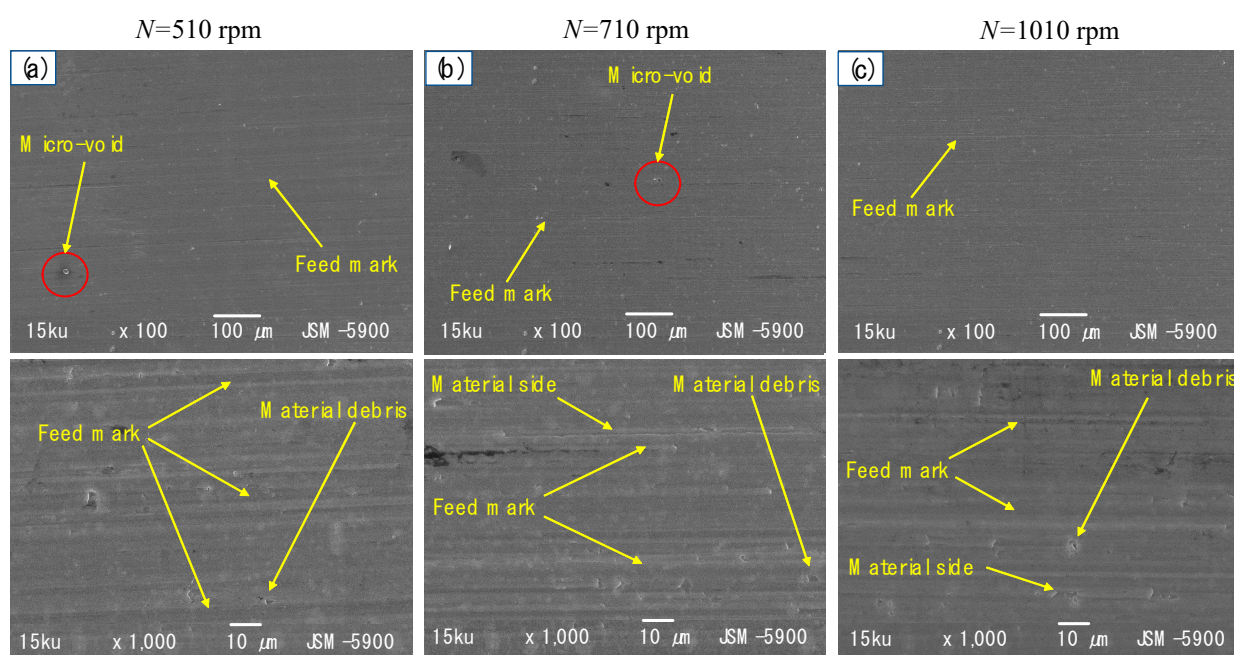 N=510 rpm
N=710 rpm
N=1010 rpm
(a)
Micro-void
Feed mark
15ku x 100 100 µm JSM-5900
(b)
Micro-void
Feed mark
15ku x 100 100 µm JSM-5900
(c)
Feed mark
15ku x 100 100 µm JSM-5900
Feed mark
Material debris
15ku x 1,000 10 µm JSM-5900
Material side
Material debris
Feed mark
15ku x 1,000 10 µm JSM-5900
Material debris
Feed mark
Material side
15ku x 1,000 10 µm JSM-5900